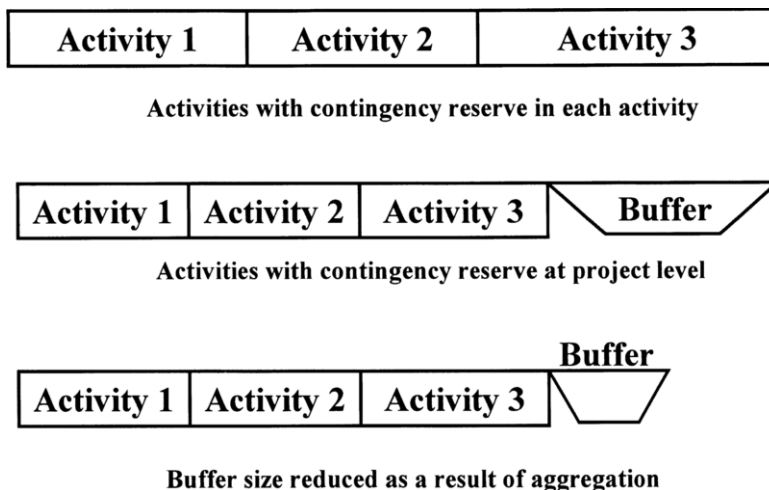 Activity 1 Activity 2 Activity 3
Activities with contingency reserve in each activity
Activity 1 Activity 2 Activity 3 Buffer
Activities with contingency reserve at project level
Buffer
Activity 1 Activity 2 Activity 3
Buffer size reduced as a result of aggregation